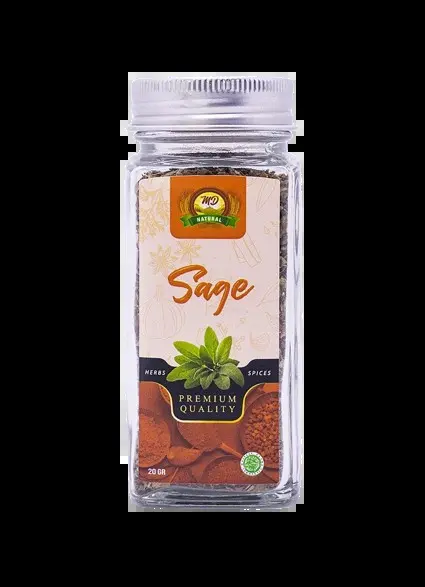 MD
NATURAL
Sage
HERBS SPICES
PREMIUM
QUALITY
20 GR